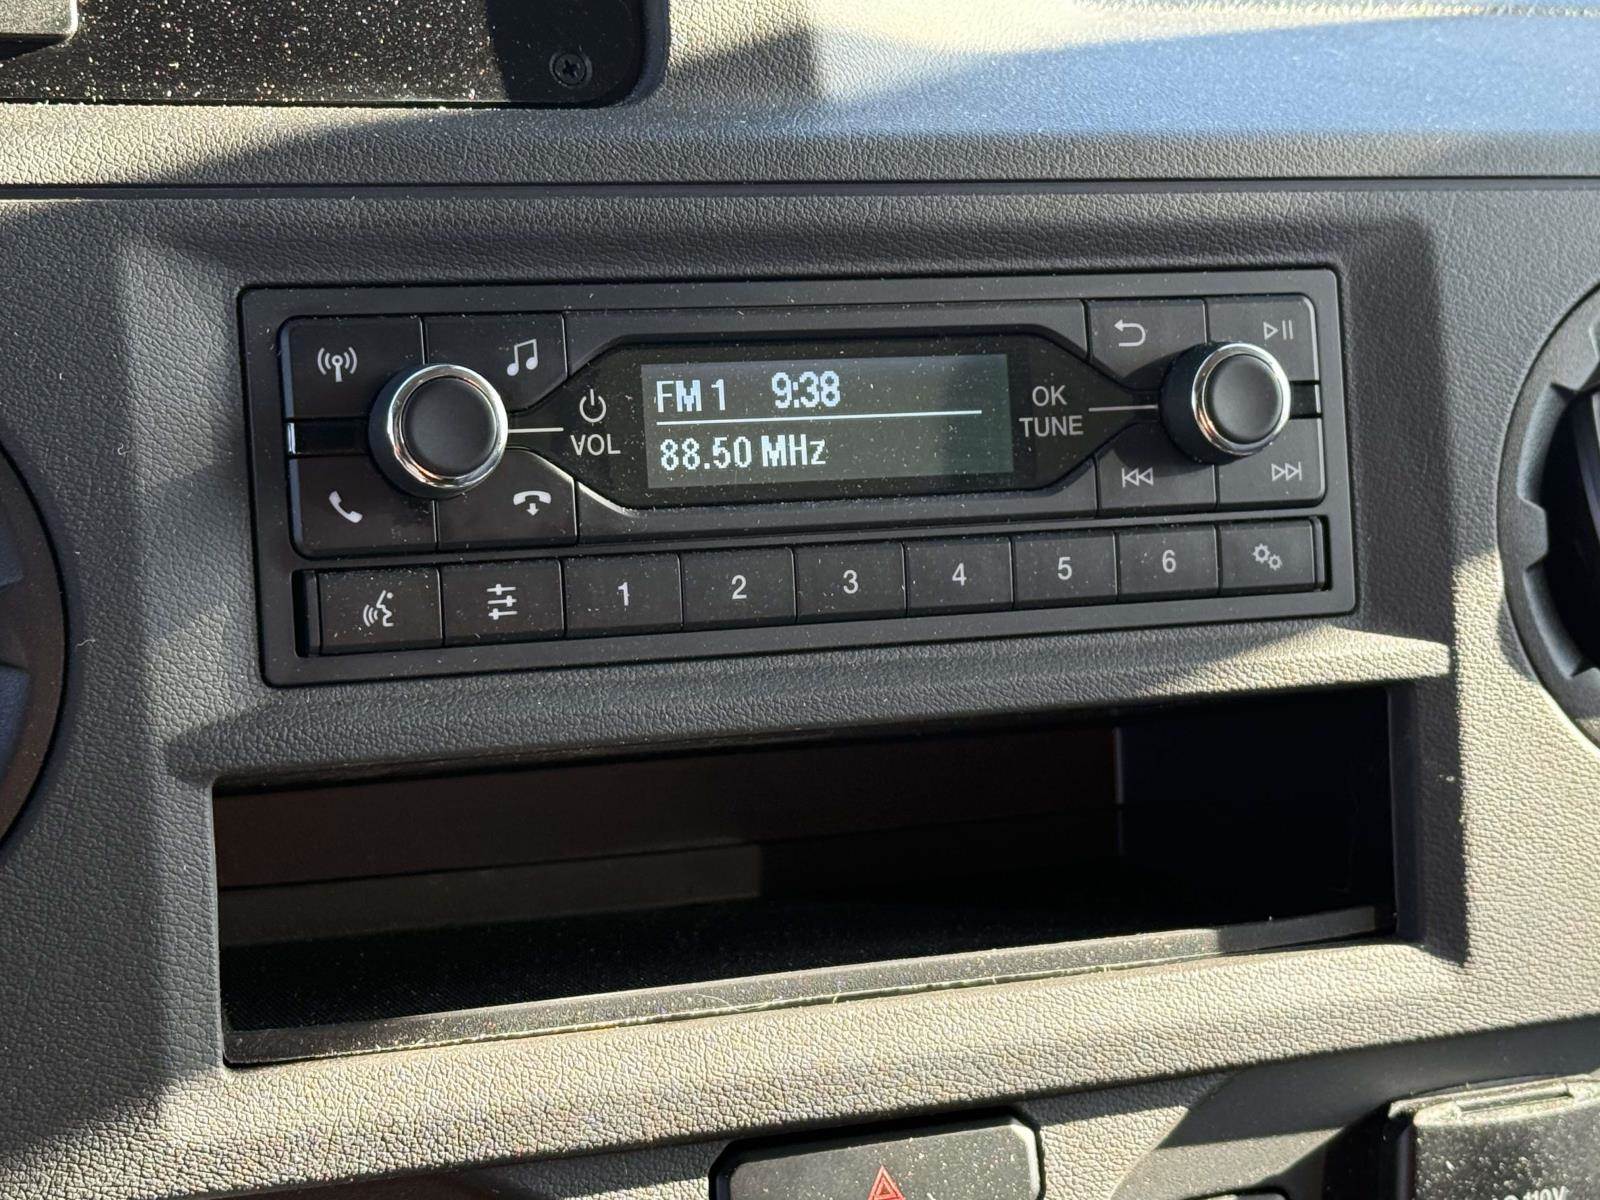 FM 1 9:38
88.50 MHz
VOL
OK
TUNE
1 2 3 4 5 6